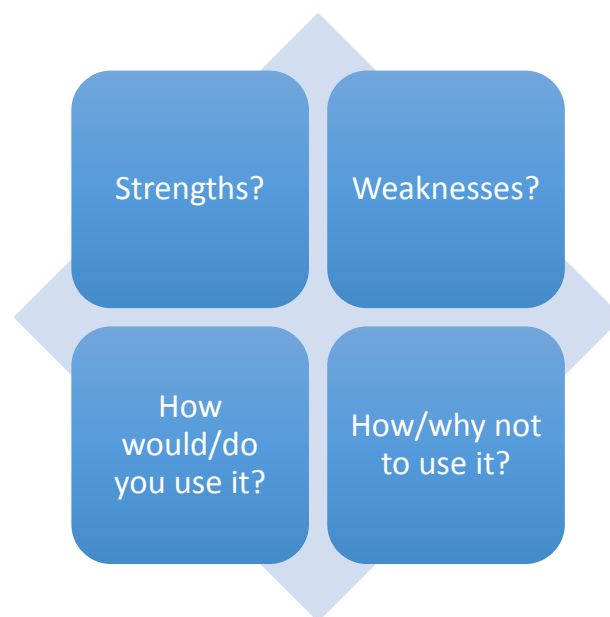 Strengths?
Weaknesses?
How
would/do
you use it?
How/why not
to use it?